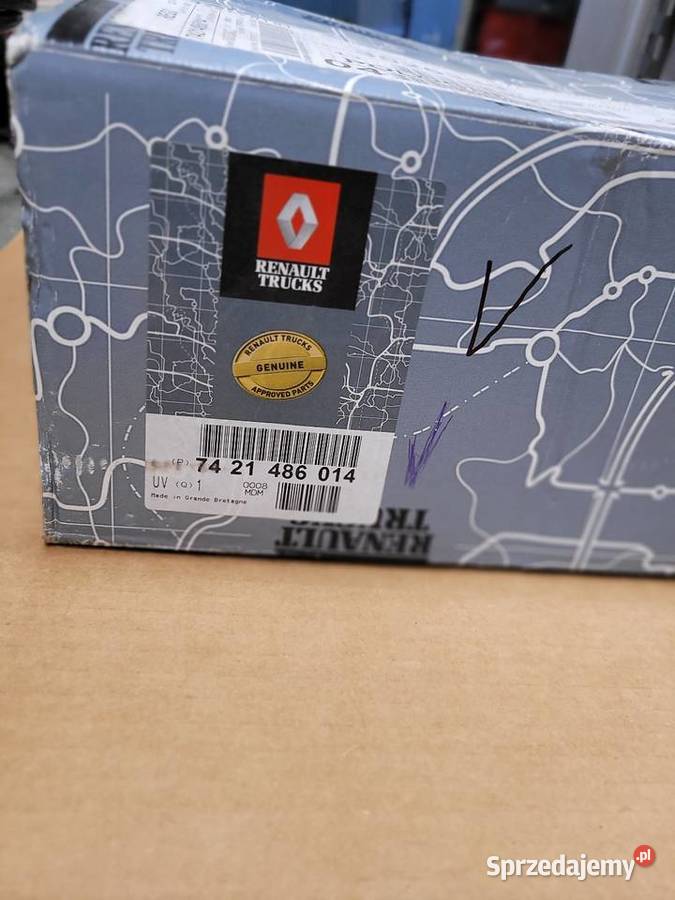 RENAULT
TRUCKS
RENAULT TRUCKS
GENUINE
APPROVED PARTS
(P) 74 21 486 014
UV (Q) 1 0008
MDM
Made in Grande Bretagne
RENAULT
TRUCKS
Sprzedajemy.pl